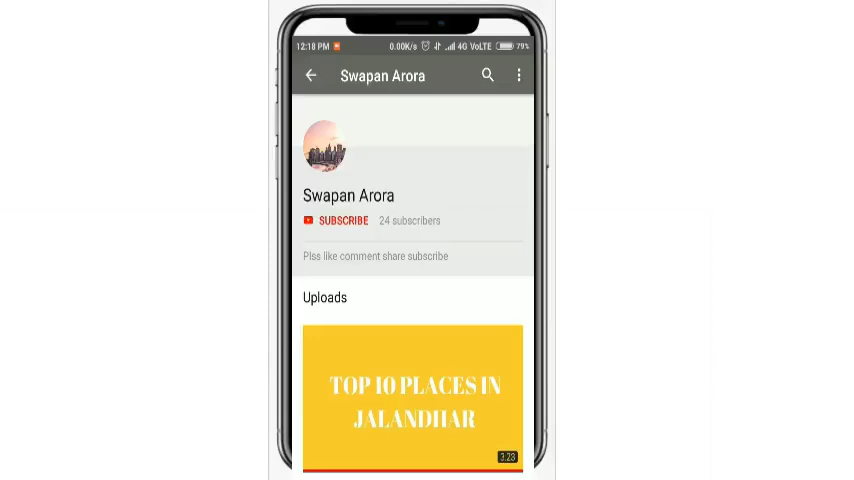 12:18 PM 0.00K/s 4G VoLTE 79%
Swapan Arora
Swapan Arora
SUBSCRIBE 24 subscribers
Plss like comment share subscribe
Uploads
TOP 10 PLACES IN
JALANDHAR
3:23